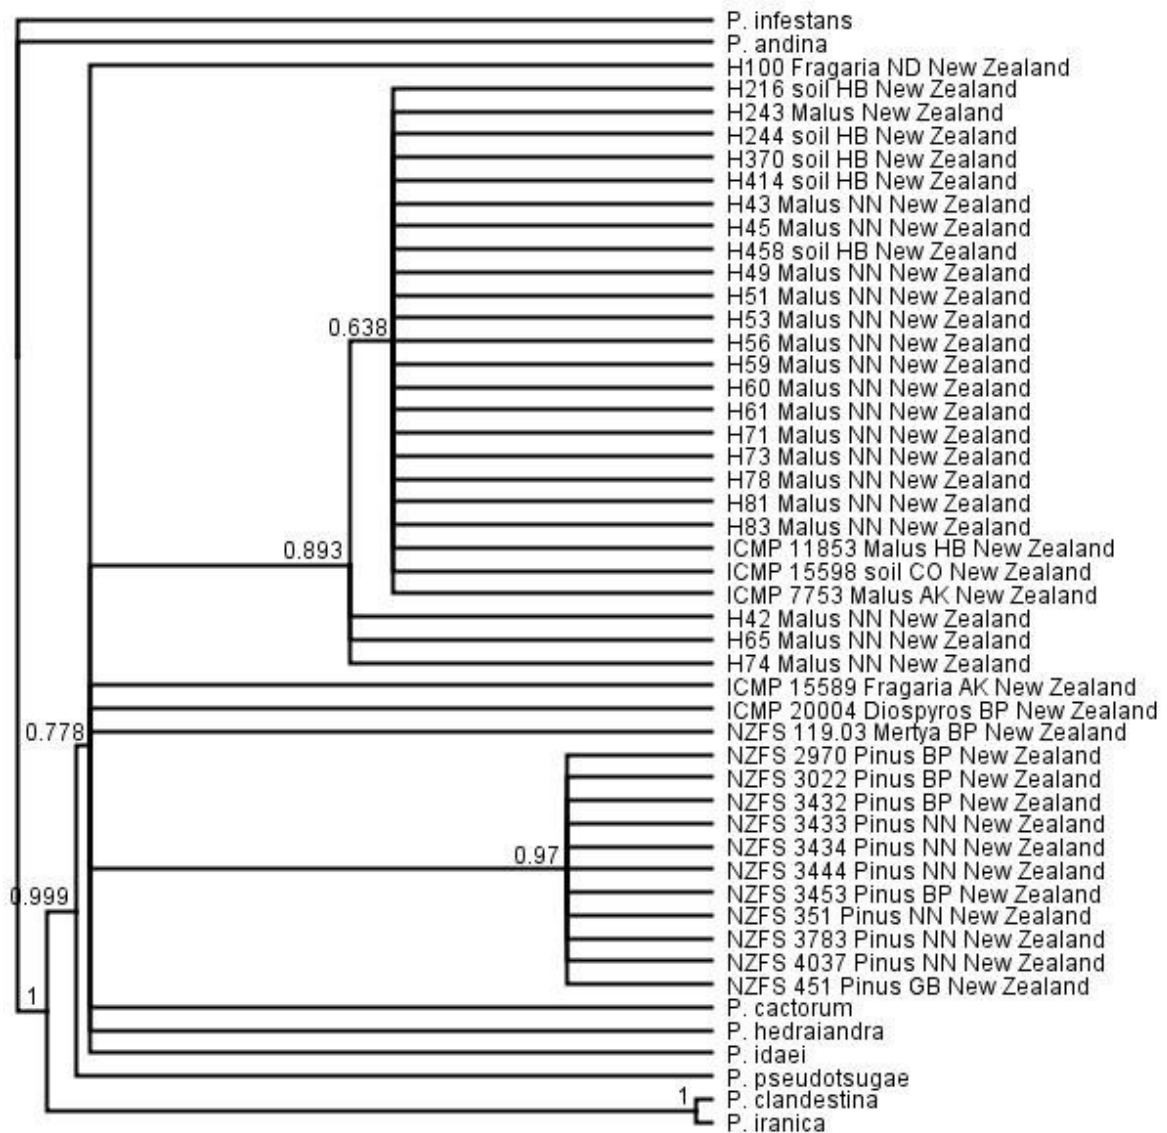 P. infestans
P. andina
H100 Fragaria ND New Zealand
H216 soil HB New Zealand
H243 Malus New Zealand
H244 soil HB New Zealand
H370 soil HB New Zealand
H414 soil HB New Zealand
H43 Malus NN New Zealand
H45 Malus NN New Zealand
H458 soil HB New Zealand
H49 Malus NN New Zealand
H51 Malus NN New Zealand
H53 Malus NN New Zealand
0.638
H56 Malus NN New Zealand
H59 Malus NN New Zealand
H60 Malus NN New Zealand
H61 Malus NN New Zealand
H71 Malus NN New Zealand
H73 Malus NN New Zealand
H78 Malus NN New Zealand
H81 Malus NN New Zealand
H83 Malus NN New Zealand
0.893
ICMP 11853 Malus HB New Zealand
ICMP 15598 soil CO New Zealand
ICMP 7753 Malus AK New Zealand
H42 Malus NN New Zealand
H65 Malus NN New Zealand
H74 Malus NN New Zealand
ICMP 15589 Fragaria AK New Zealand
ICMP 20004 Diospyros BP New Zealand
0.778
NZFS 119.03 Mertya BP New Zealand
NZFS 2970 Pinus BP New Zealand
NZFS 3022 Pinus BP New Zealand
NZFS 3432 Pinus BP New Zealand
NZFS 3433 Pinus NN New Zealand
NZFS 3434 Pinus NN New Zealand
0.97
NZFS 3444 Pinus NN New Zealand
NZFS 3453 Pinus BP New Zealand
0.999
NZFS 351 Pinus NN New Zealand
NZFS 3783 Pinus NN New Zealand
NZFS 4037 Pinus NN New Zealand
NZFS 451 Pinus GB New Zealand
1
P. cactorum
P. hedraiandra
P. idaei
P. pseudotsugae
1
P. clandestina
P. iranica